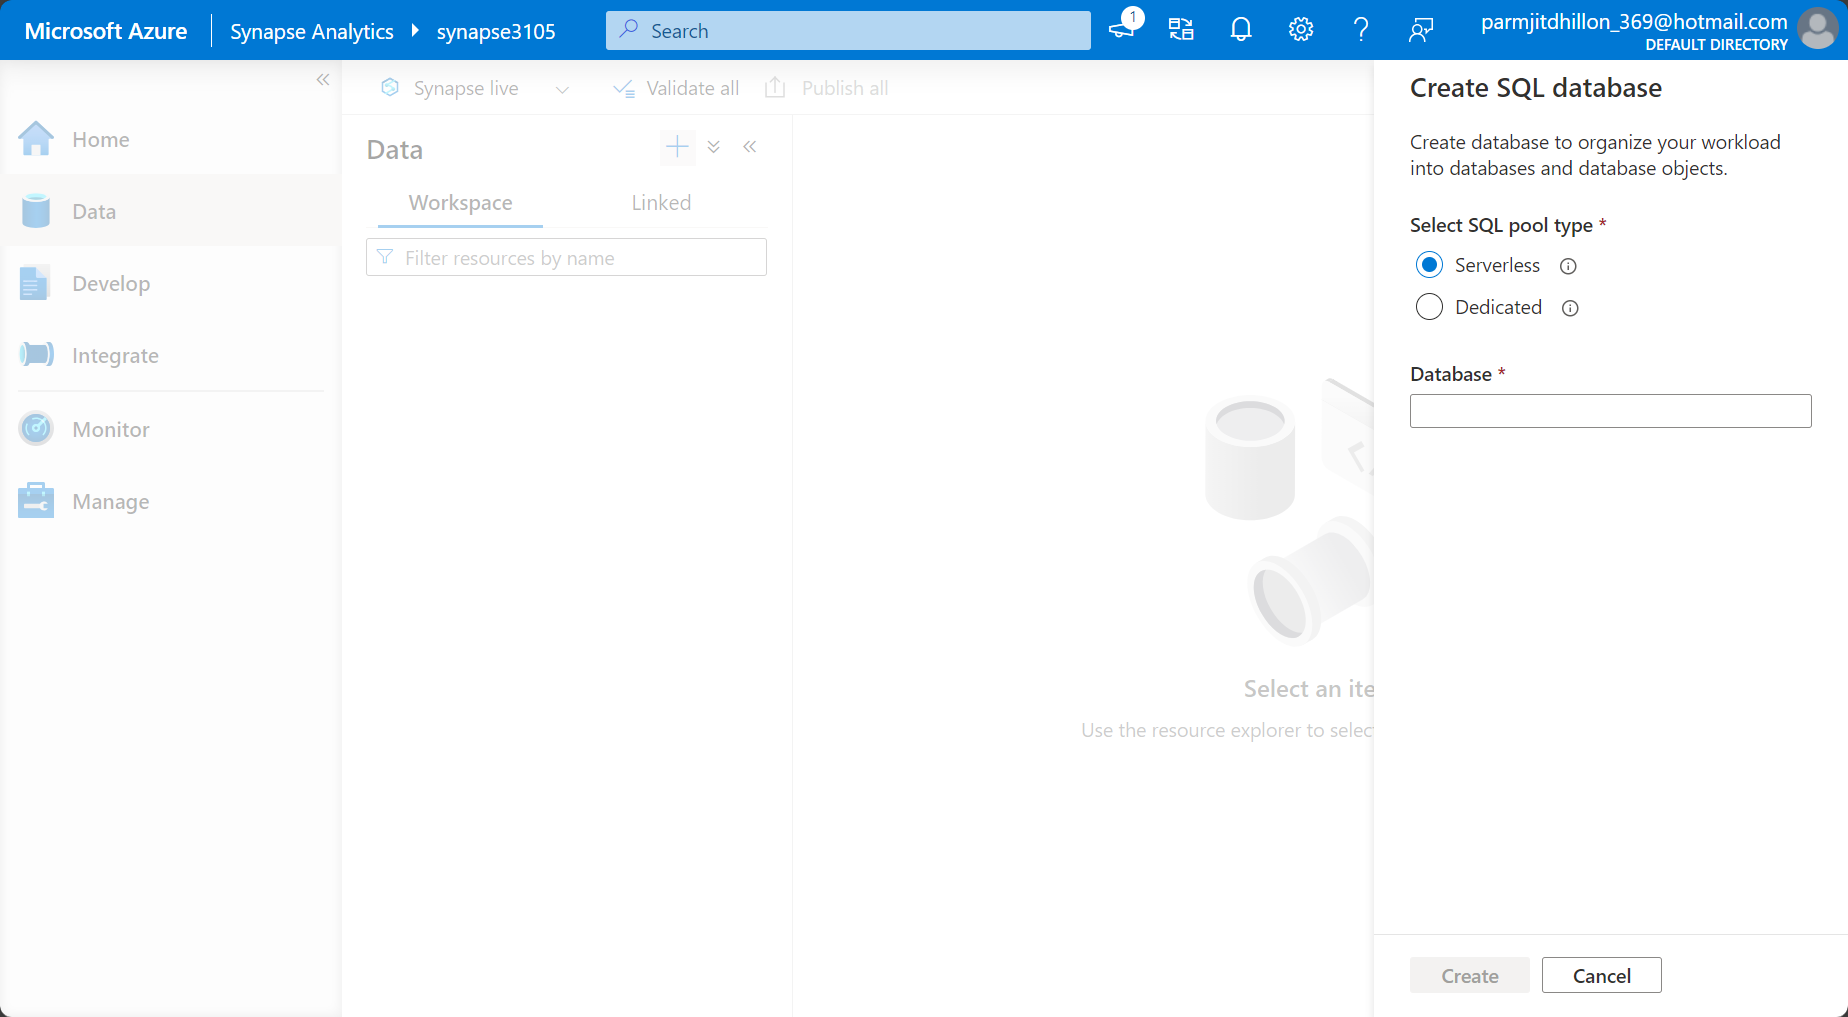 Microsoft Azure
Synapse Analytics
synapse3105
Search
1
parmjitdhillon_369@hotmail.com
DEFAULT DIRECTORY
Home
Data
Develop
Integrate
Monitor
Manage
Synapse live
Validate all
Publish all
Data
Workspace
Linked
Filter resources by name
Select an ite
Use the resource explorer to selec
Create SQL database
Create database to organize your workload
into databases and database objects.
Select SQL pool type *
Serverless
Dedicated
Database *
Create
Cancel